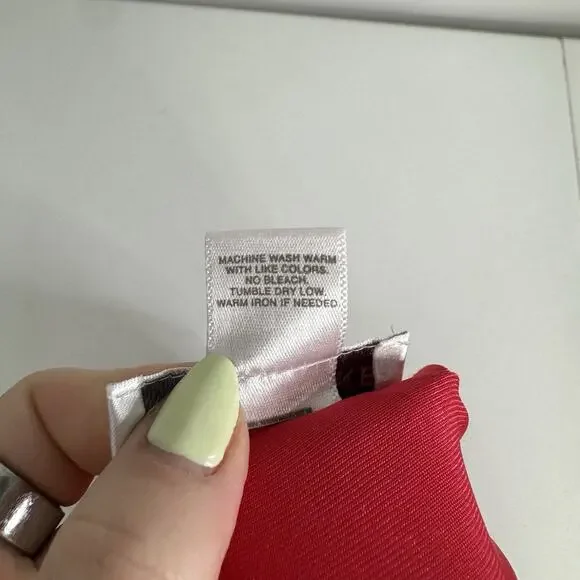 MACHINE WASH WARM
WITH LIKE COLORS.
NO BLEACH.
TUMBLE DRY LOW.
WARM IRON IF NEEDED